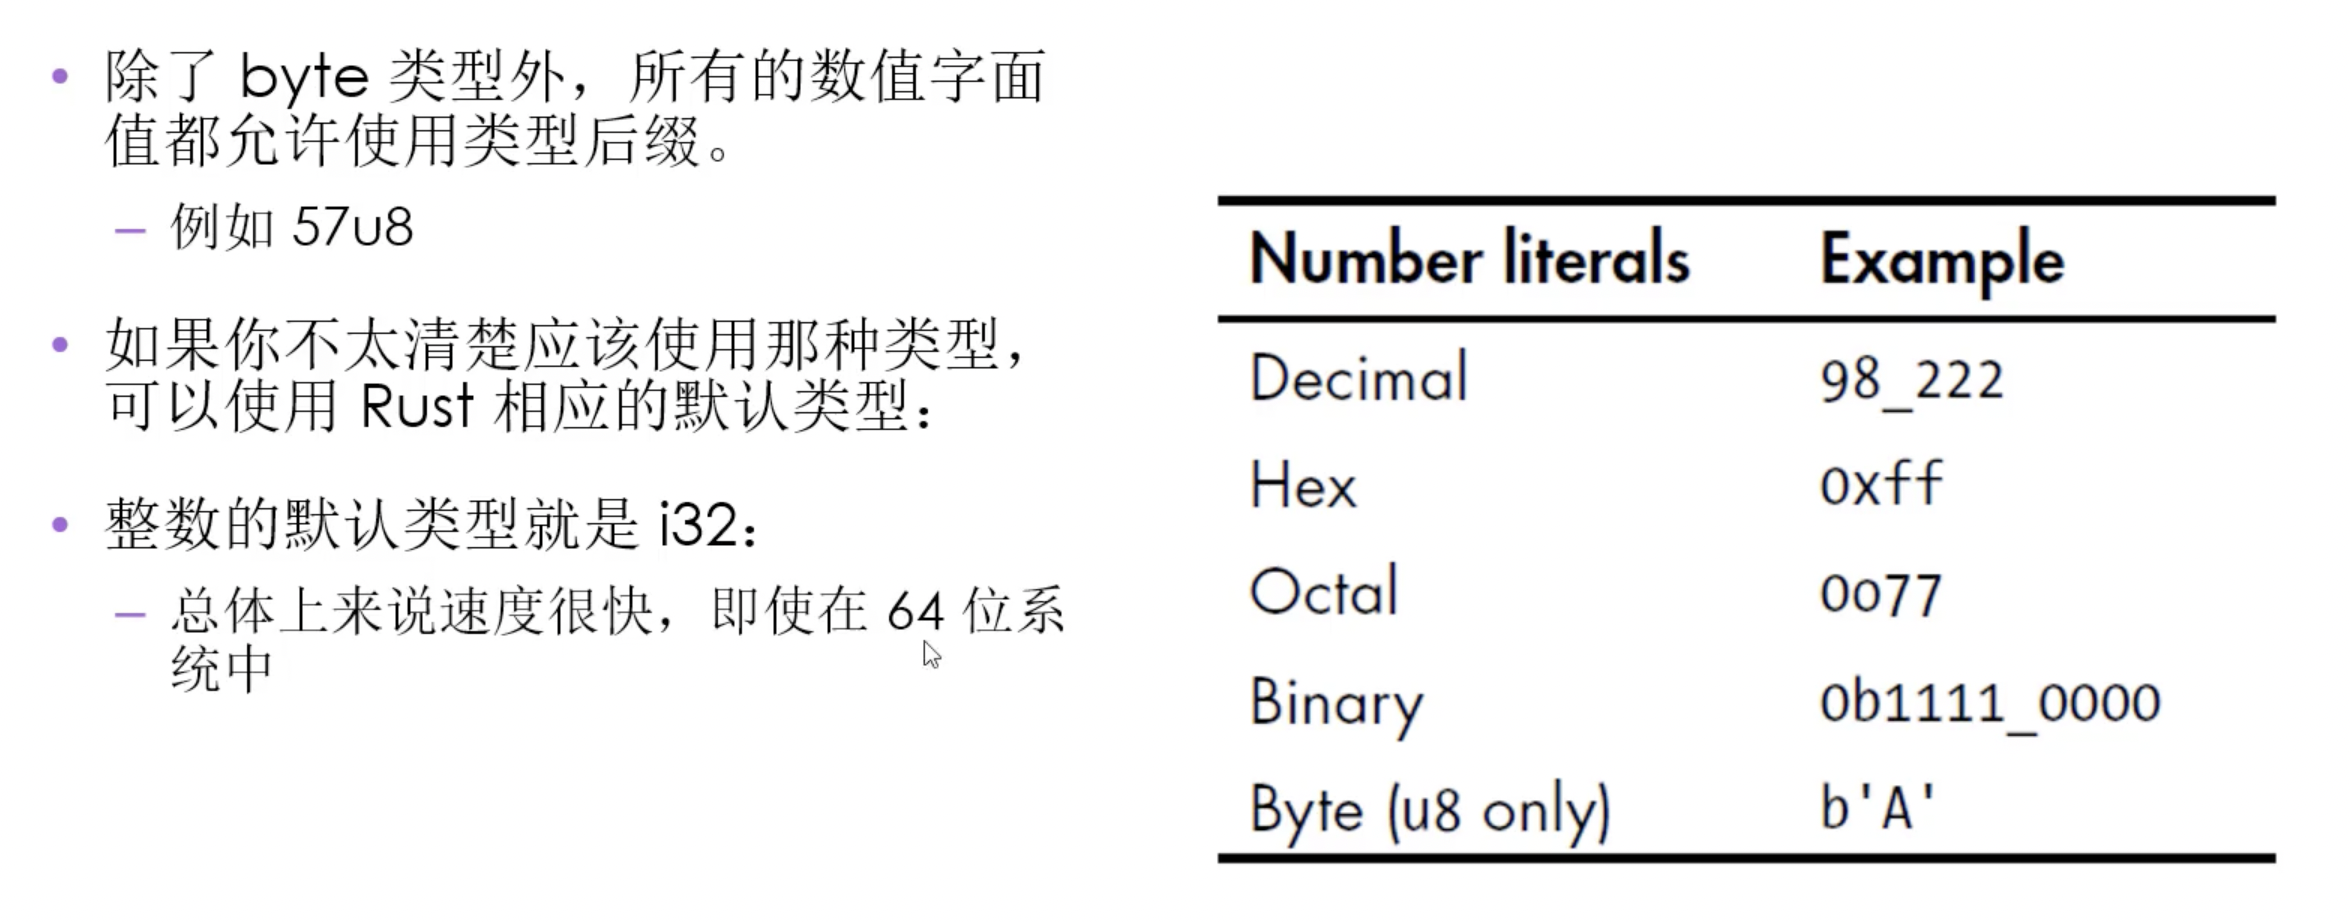 • 除了 byte 类型外，所有的数值字面
值都允许使用类型后缀。
– 例如 57u8
• 如果你不太清楚应该使用那种类型，
可以使用 Rust 相应的默认类型：
• 整数的默认类型就是 i32：
– 总体上来说速度很快，即使在 64 位系
统中
Number literals Example
Decimal 98_222
Hex 0xff
Octal 0o77
Binary 0b1111_0000
Byte (u8 only) b'A'